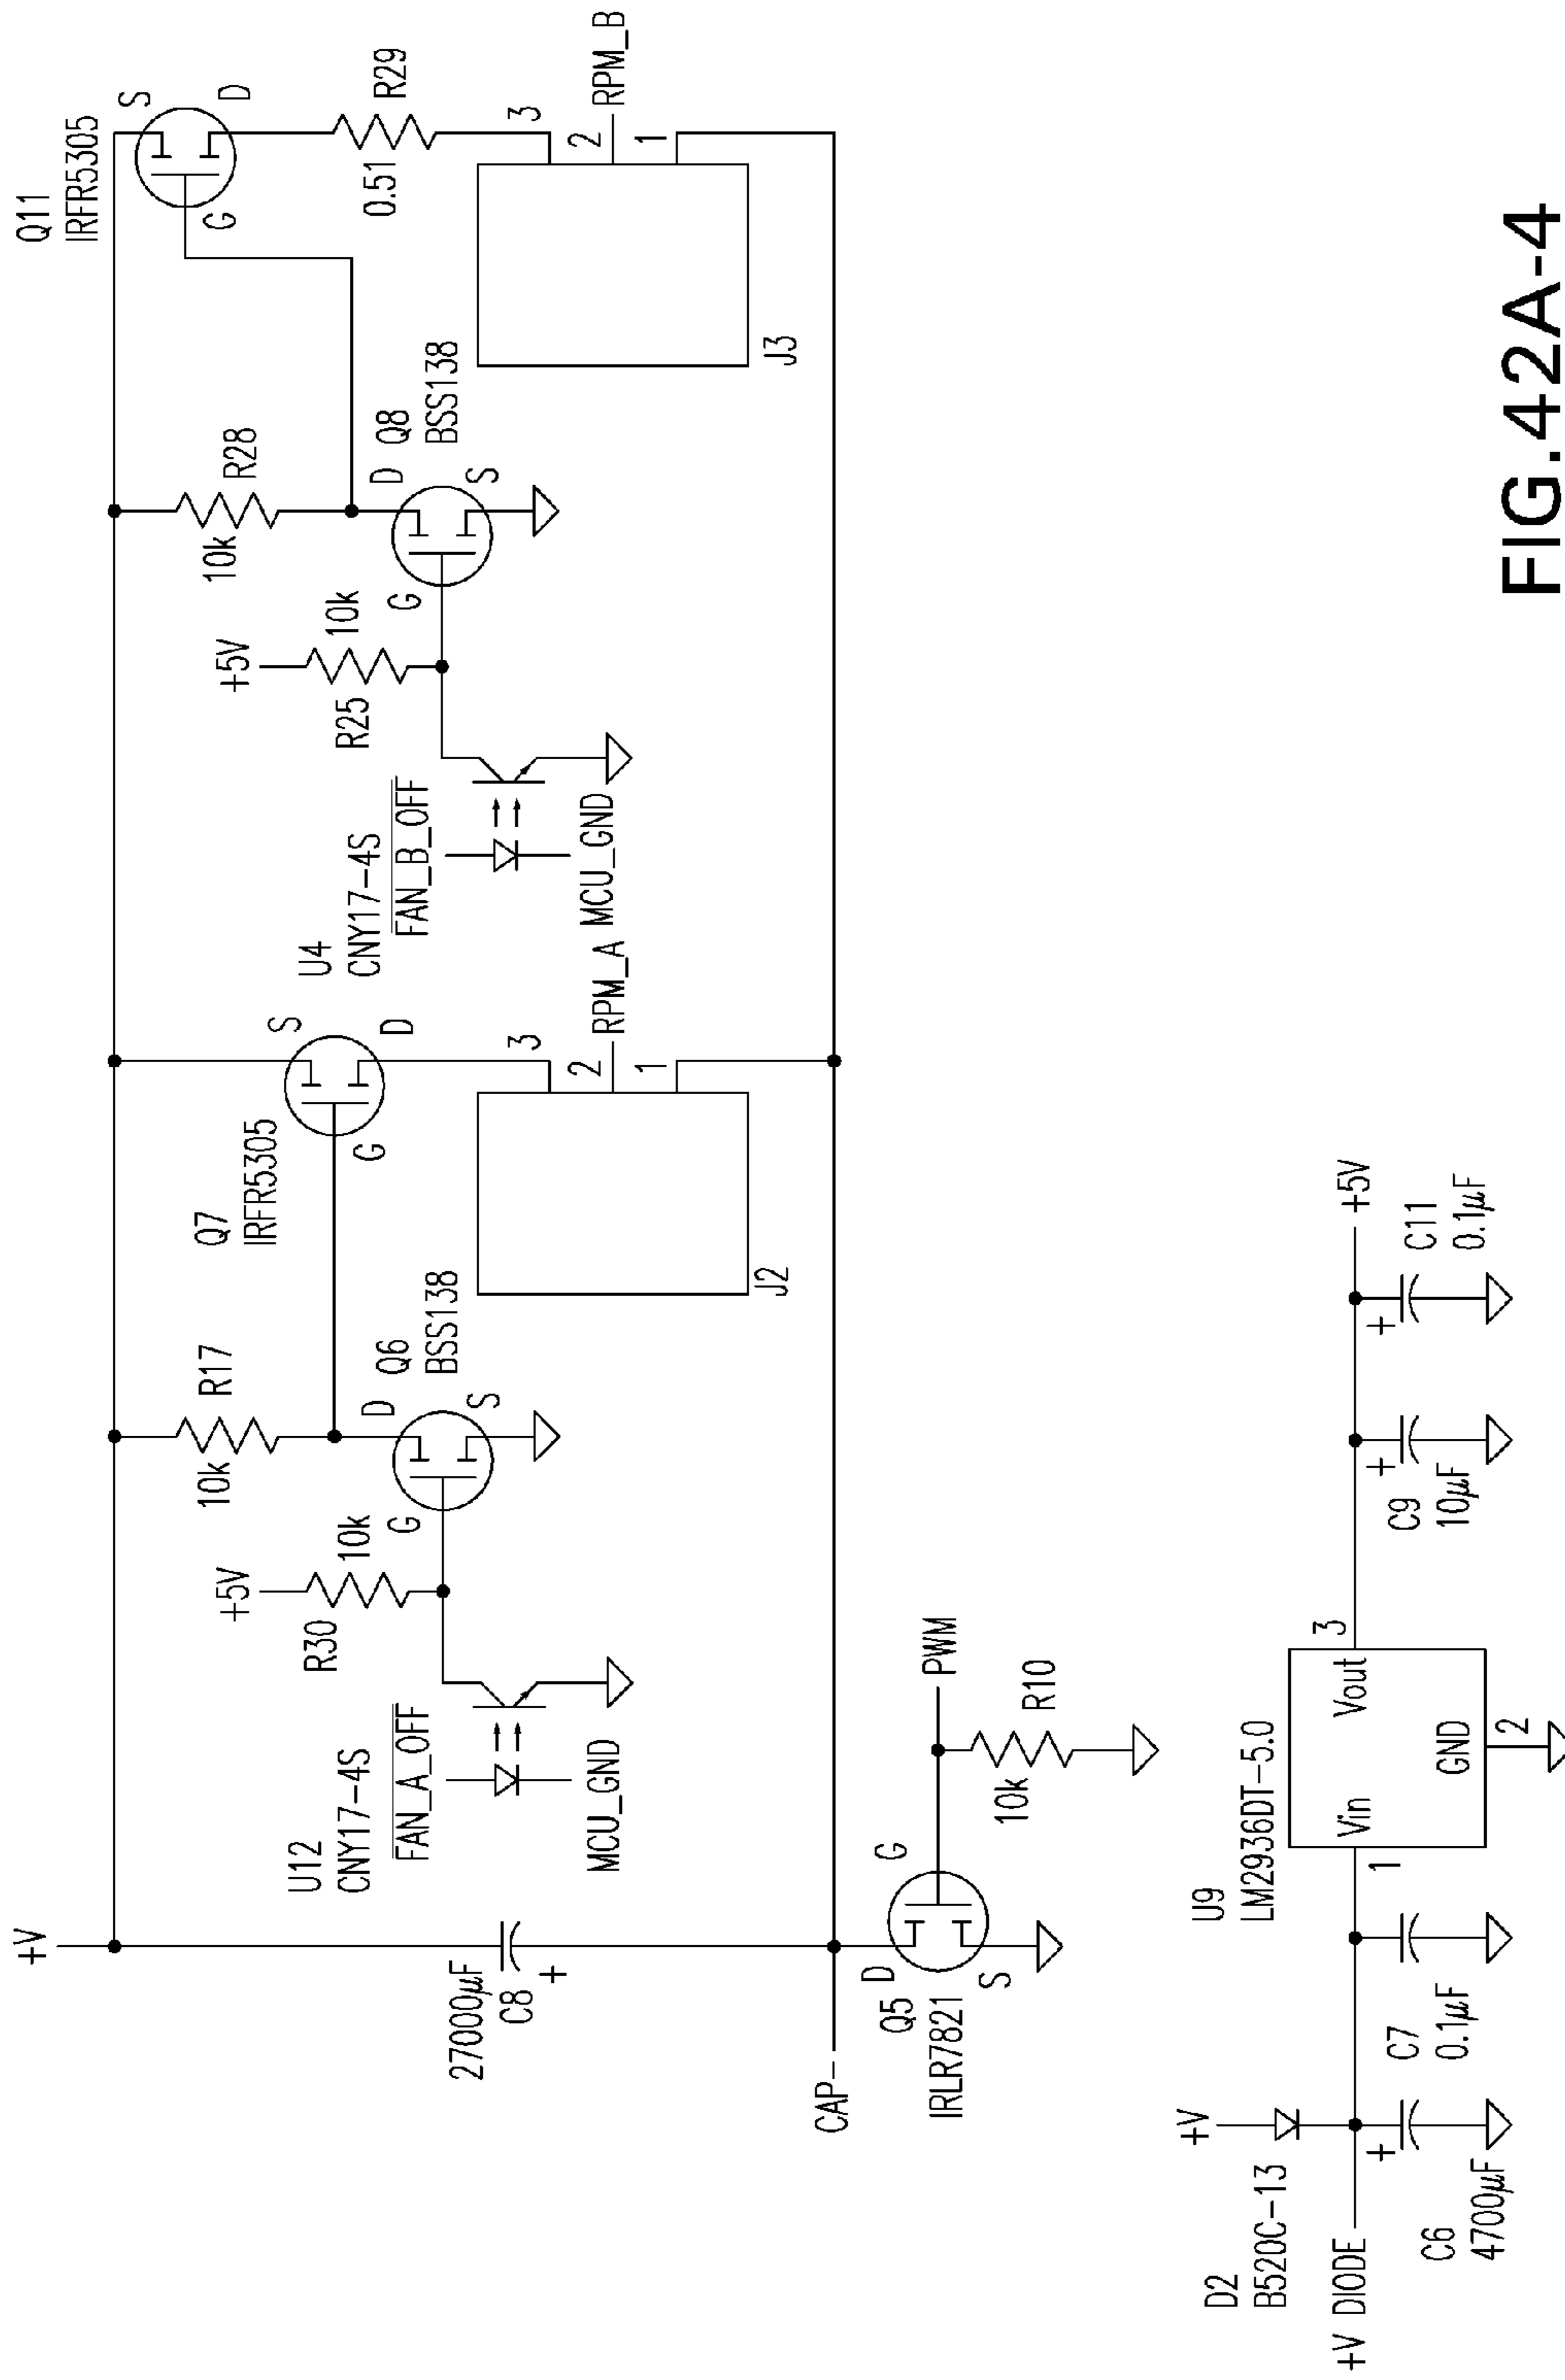 +V
27000μF
C8
+
CAP-
D
Q5
IRLR7821
S
G
PWM
10k
R10
U12
CNY17-4S
FAN_A_OFF
MCU_GND
+5V
R30
10k
G
10k
R17
D
Q6
BSS138
S
Q7
IRFR5305
G
S
D
3
2
RPM_A
1
J2
U4
CNY17-4S
FAN_B_OFF
MCU_GND
+5V
R25
10k
G
10k
R28
D
Q8
BSS138
S
Q11
IRFR5305
G
S
D
0.51
R29
3
2
RPM_B
1
J3
D2
B520C-13
+V
+V DIODE
+
C6
4700μF
C7
0.1μF
U9
LM2936DT-5.0
1
Vin
Vout
3
GND
2
+
C9
10μF
+
C11
0.1μF
+5V
FIG.42A-4